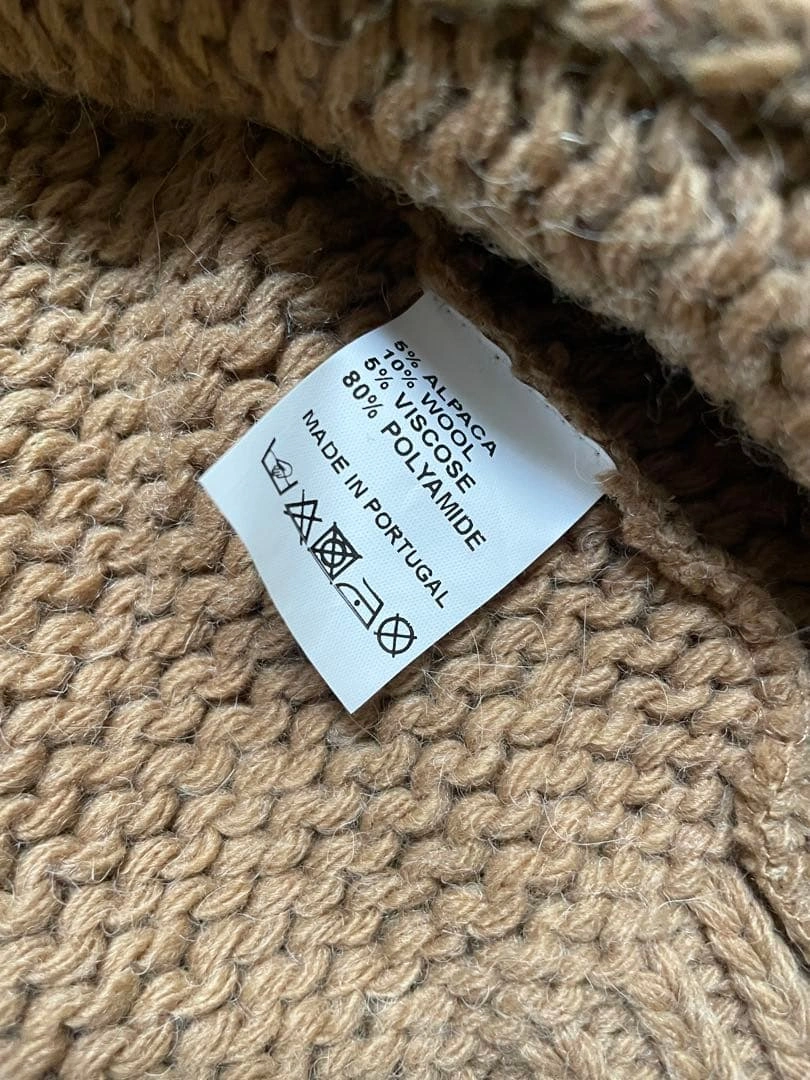 5% ALPACA
10% WOOL
5% VISCOSE
80% POLYAMIDE
MADE IN PORTUGAL